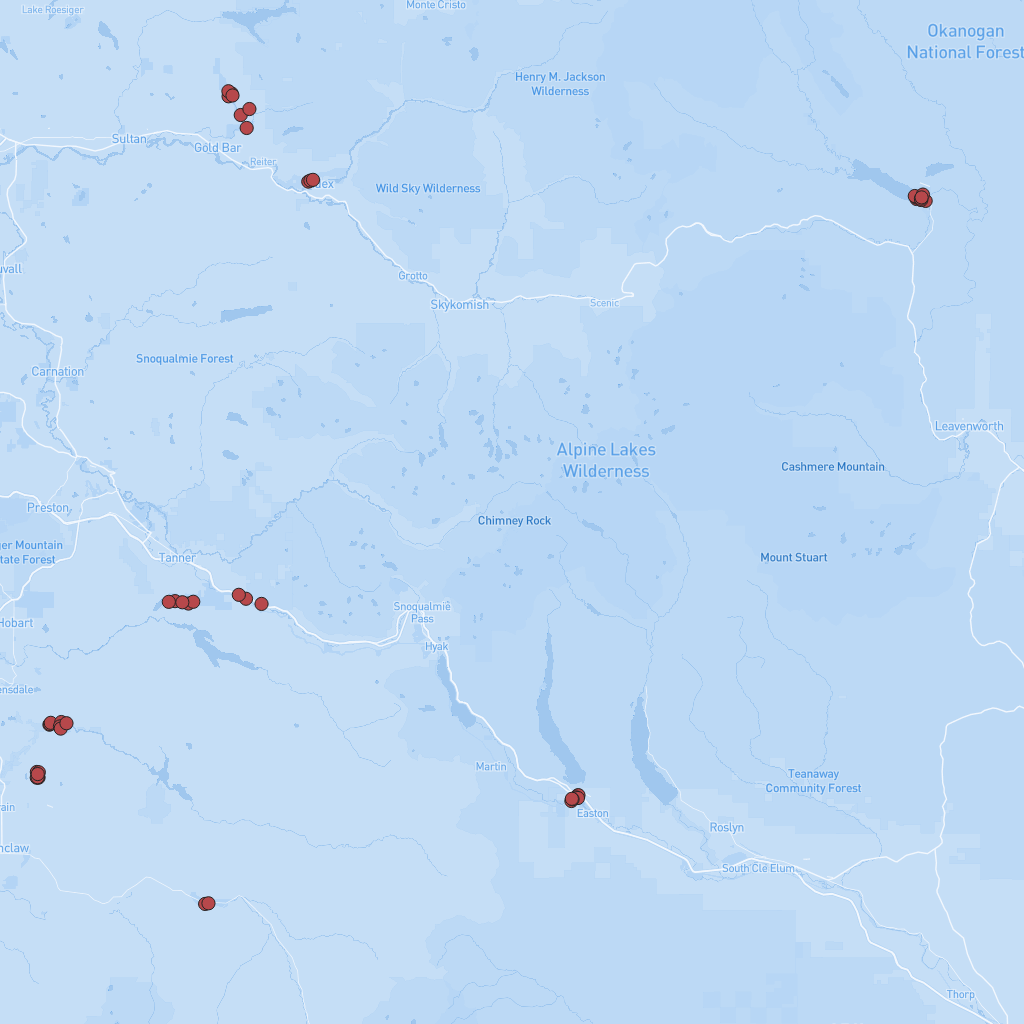 Lake Roesiger
Monte Cristo
Okanogan
National Forest
Henry M. Jackson
Wilderness
Sultan
Gold Bar
Reiter
Wild Sky Wilderness
Grotto
Skykomish
Scenic
Snoqualmie Forest
Carnation
Leavenworth
Alpine Lakes
Wilderness
Cashmere Mountain
Preston
Chimney Rock
Tanner
Mount Stuart
Snoqualmie
Pass
Hobart
Hyak
Martin
Teanaway
Community Forest
Easton
Roslyn
South Cle Elum
Thorp